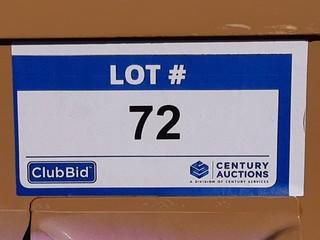 LOT #
72
ClubBid
CENTURY
AUCTIONS
A DIVISION OF CENTURY SERVICES